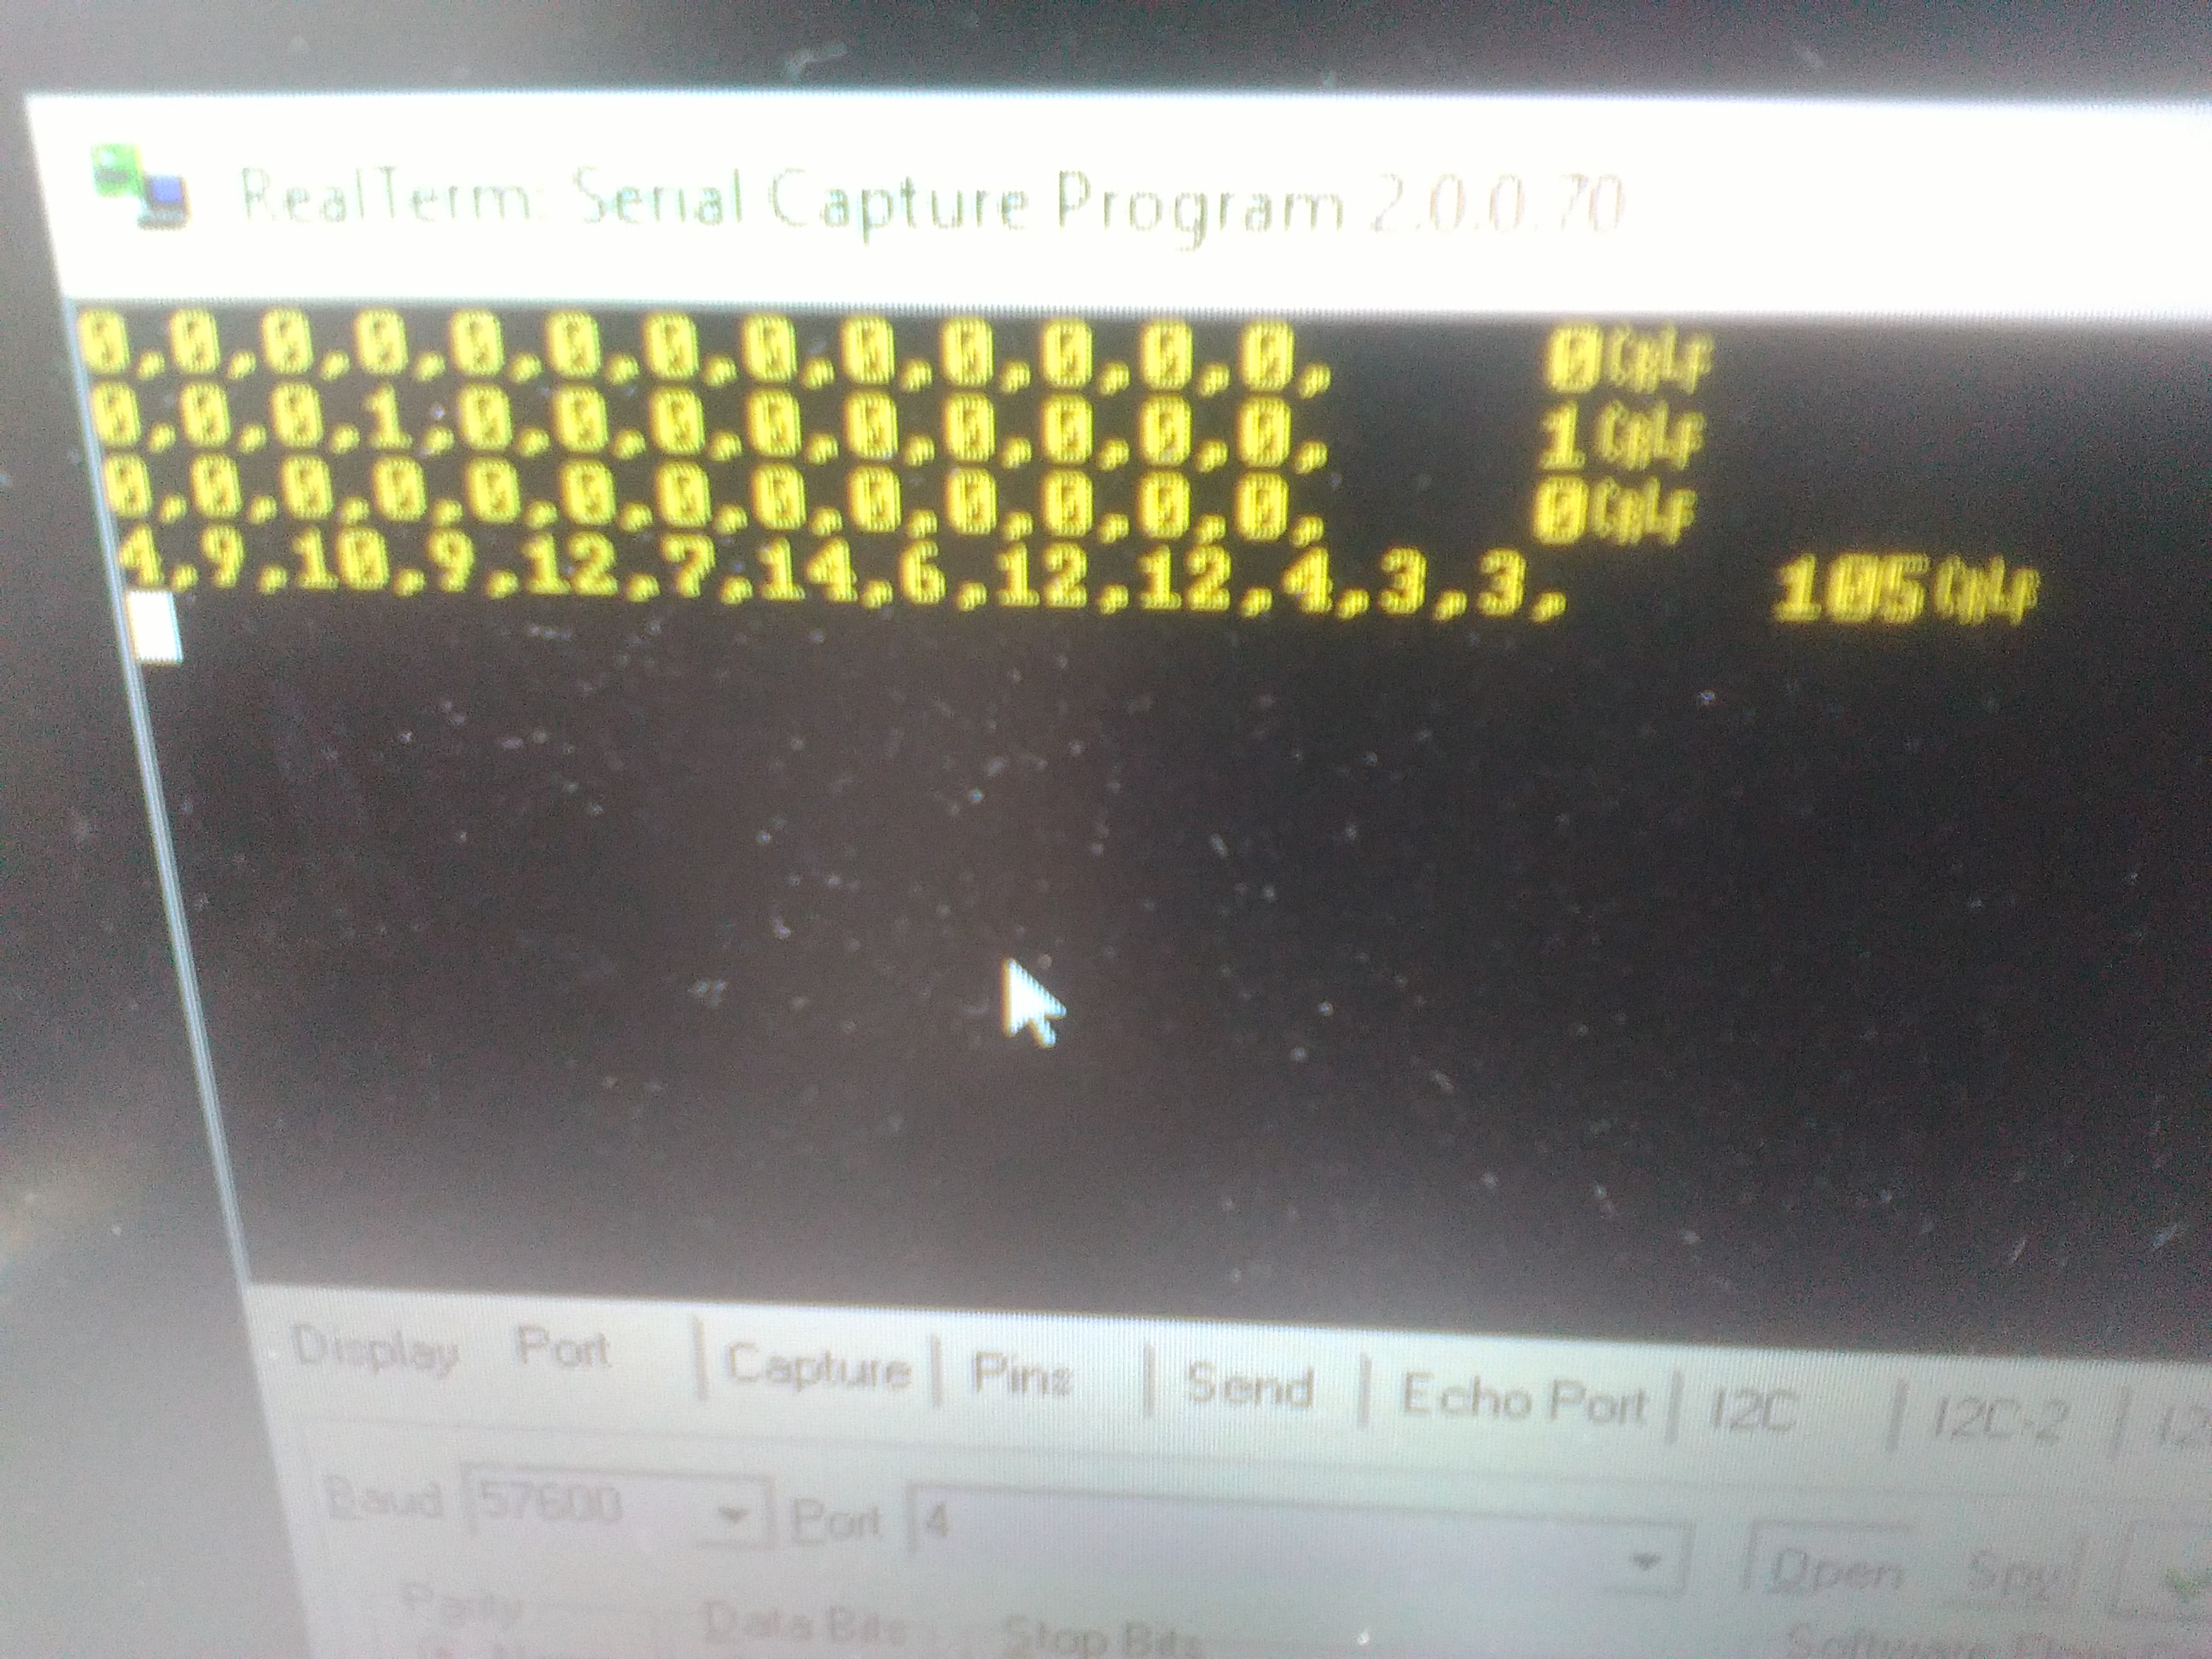 RealTerm: Serial Capture Program 2.0.0.70
0,0,0,0,0,0,0,0,0,0,0,0,0, 0CRLF
0,0,0,1,0,0,0,0,0,0,0,0,0, 1CRLF
0,0,0,0,0,0,0,0,0,0,0,0,0, 0CRLF
4,9,10,9,12,7,14,6,12,12,4,3,3, 105CRLF
Display Port Capture Pins Send Echo Port I2C I2C-2
Baud 57600 Port 4 Open Spy
Parity Data Bits Stop Bits Software